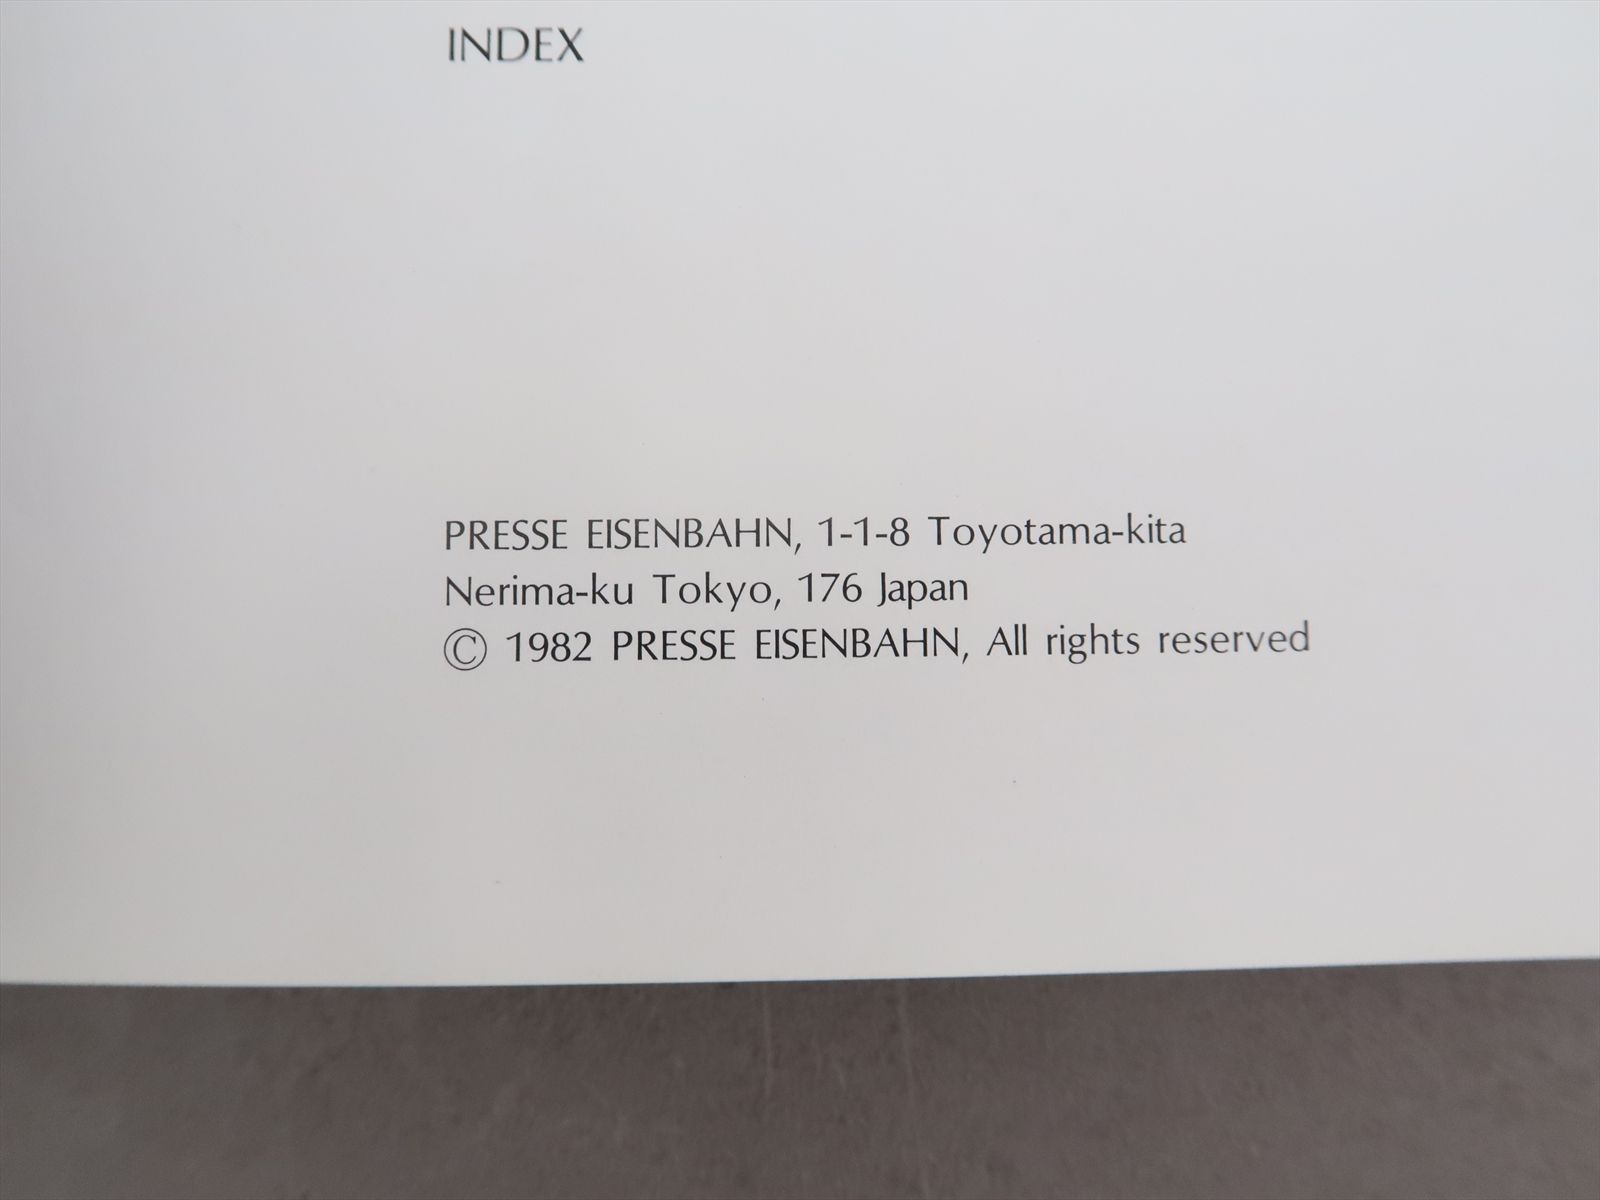 INDEX
PRESSE EISENBAHN, 1-1-8 Toyotama-kita
Nerima-ku Tokyo, 176 Japan
© 1982 PRESSE EISENBAHN, All rights reserved